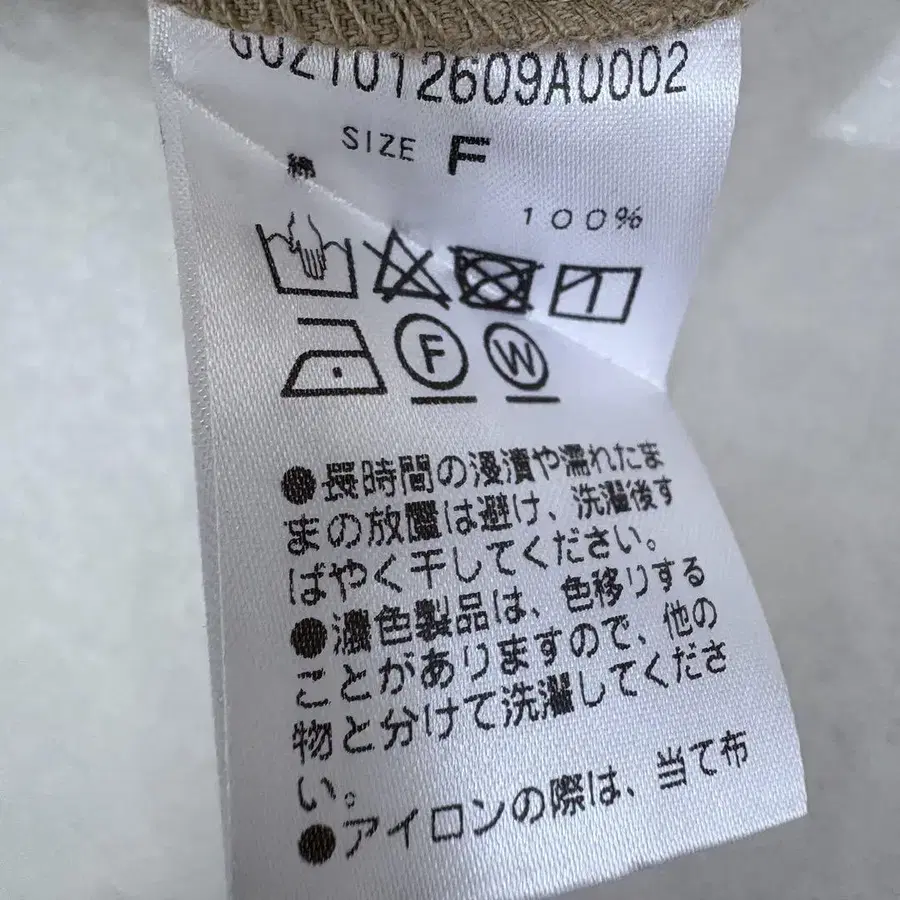 G021012609A0002
SIZE F
綿
100%
F W
●長時間の浸漬や濡れたま
まの放置は避け、洗濯後す
ばやく干してください。
●濃色製品は、色移りする
ことがありますので、他の
物と分けて洗濯してくださ
い。
●アイロンの際は、当て布